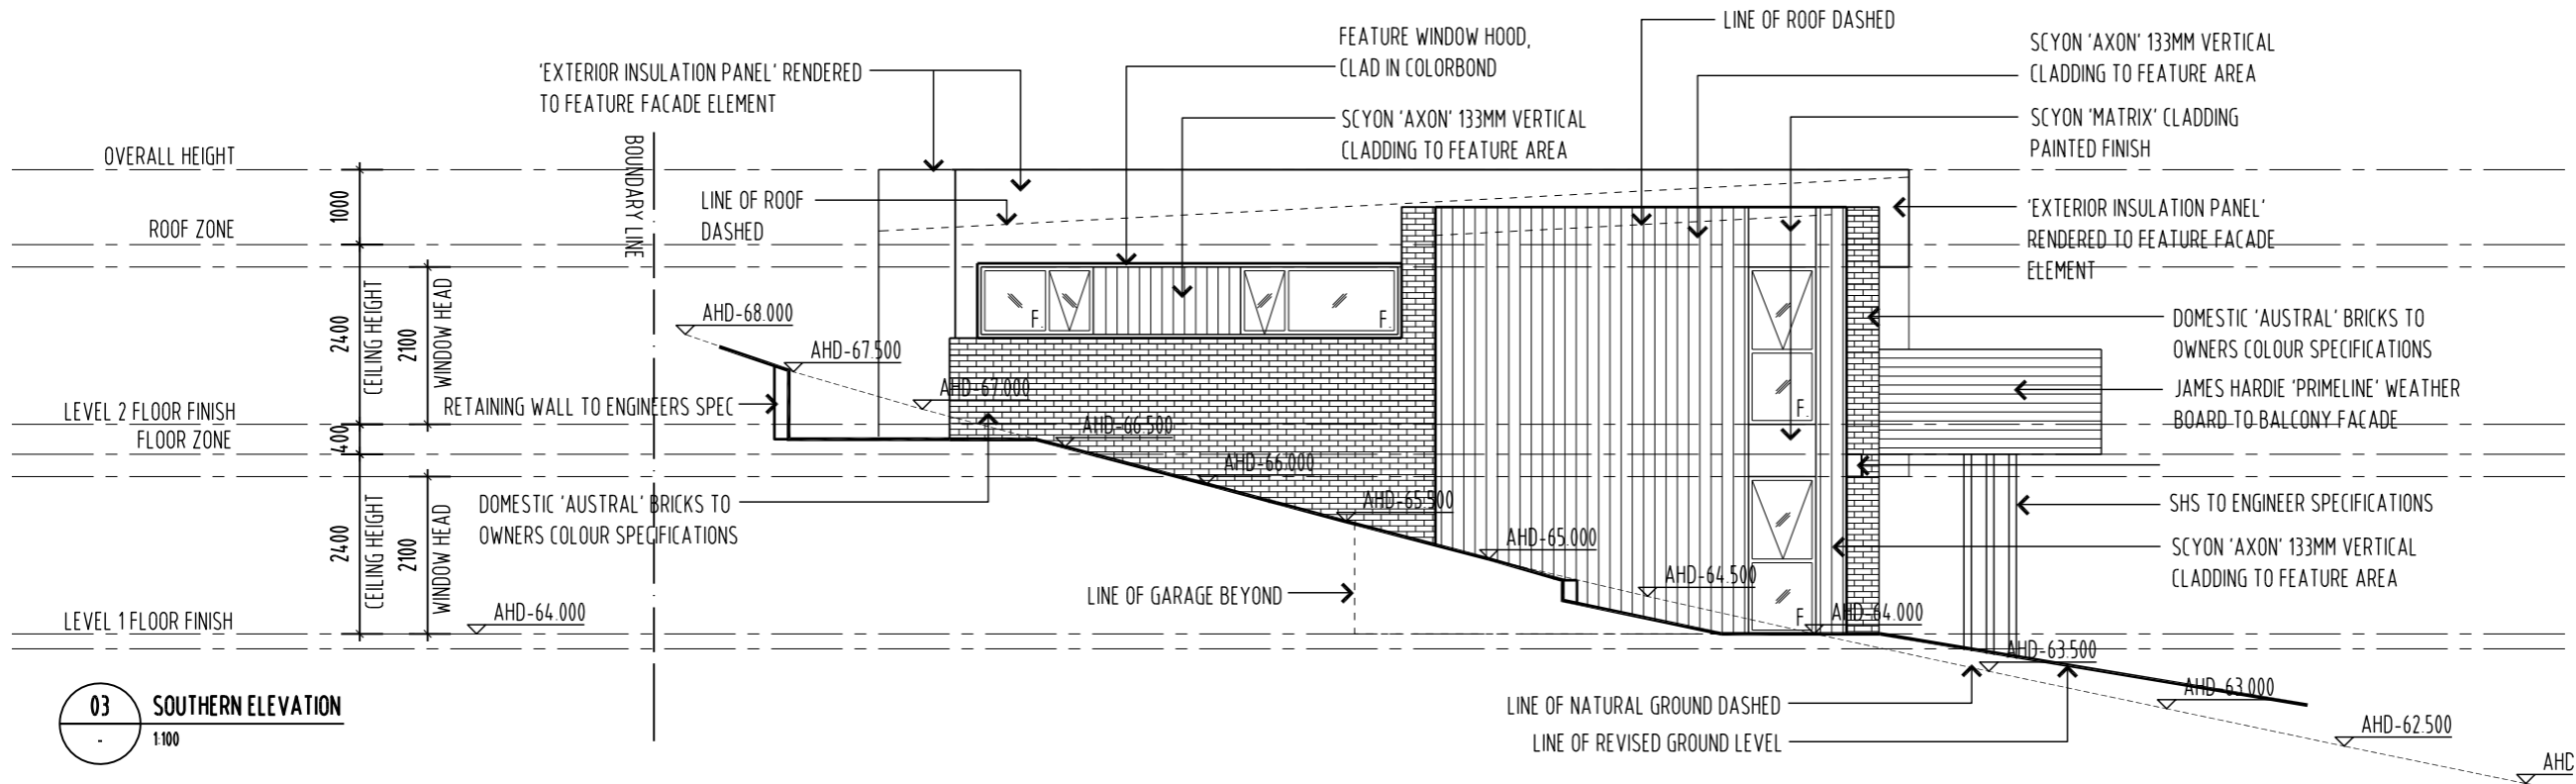 LINE OF ROOF DASHED
FEATURE WINDOW HOOD,
CLAD IN COLORBOND
SCYON 'AXON' 133MM VERTICAL
CLADDING TO FEATURE AREA
'EXTERIOR INSULATION PANEL' RENDERED
TO FEATURE FACADE ELEMENT
SCYON 'AXON' 133MM VERTICAL
CLADDING TO FEATURE AREA
SCYON 'MATRIX' CLADDING
PAINTED FINISH
OVERALL HEIGHT
BOUNDARY LINE
1000
LINE OF ROOF
DASHED
'EXTERIOR INSULATION PANEL'
RENDERED TO FEATURE FACADE
ELEMENT
ROOF ZONE
2400
CEILING HEIGHT
2100
WINDOW HEAD
AHD-68.000
F.
F.
DOMESTIC 'AUSTRAL' BRICKS TO
OWNERS COLOUR SPECIFICATIONS
AHD-67.500
AHD-67.000
JAMES HARDIE 'PRIMELINE' WEATHER
BOARD TO BALCONY FACADE
RETAINING WALL TO ENGINEERS SPEC
LEVEL 2 FLOOR FINISH
FLOOR ZONE
400
F.
AHD-66.500
AHD-66.000
AHD-65.500
DOMESTIC 'AUSTRAL' BRICKS TO
OWNERS COLOUR SPECIFICATIONS
SHS TO ENGINEER SPECIFICATIONS
2400
CEILING HEIGHT
2100
WINDOW HEAD
AHD-65.000
SCYON 'AXON' 133MM VERTICAL
CLADDING TO FEATURE AREA
AHD-64.500
LINE OF GARAGE BEYOND
LEVEL 1 FLOOR FINISH
AHD-64.000
F.
AHD-64.000
AHD-63.500
AHD-63.000
03
-
SOUTHERN ELEVATION
1:100
LINE OF NATURAL GROUND DASHED
LINE OF REVISED GROUND LEVEL
AHD-62.500
AHD